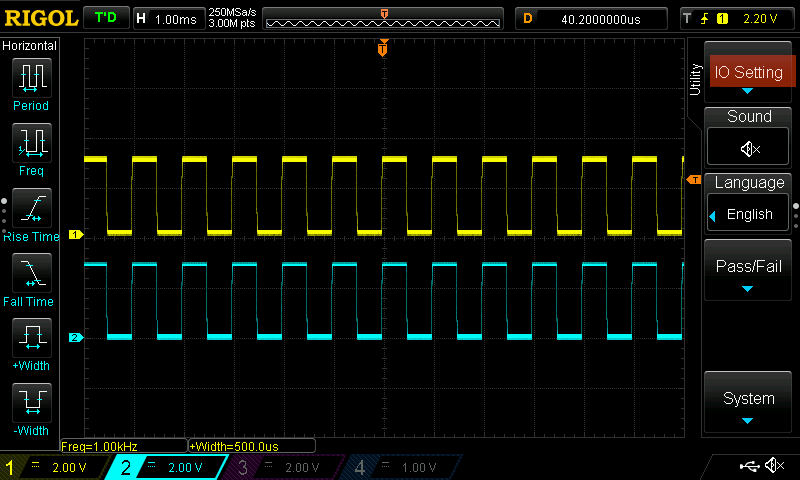 RIGOL T'D H 1.00ms 250MSa/s 3.00M pts T D 40.2000000us T 1 2.20 V
Horizontal
Period
Freq
Rise Time
Fall Time
+Width
-Width
T
T
1
2
Utility
IO Setting
Sound
Language
English
Pass/Fail
System
Freq=1.00kHz +Width=500.0us
1 = 2.00 V 2 = 2.00 V 3 = 2.00 V 4 = 1.00 V